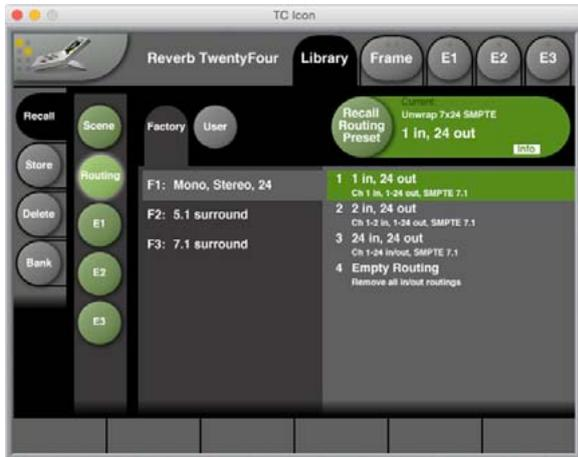 TC Icon
Reverb TwentyFour
Library
Frame
E1
E2
E3
Recall
Store
Delete
Bank
Scene
Routing
E1
E2
E3
Factory
User
Recall
Routing
Preset
Current:
Unwrap 7x24 SMPTE
1 in, 24 out
Info
F1: Mono, Stereo, 24
F2: 5.1 surround
F3: 7.1 surround
1 1 in, 24 out
Ch 1 in, 1-24 out, SMPTE 7.1
2 2 in, 24 out
Ch 1-2 in, 1-24 out, SMPTE 7.1
3 24 in, 24 out
Ch 1-24 in/out, SMPTE 7.1
4 Empty Routing
Remove all in/out routings